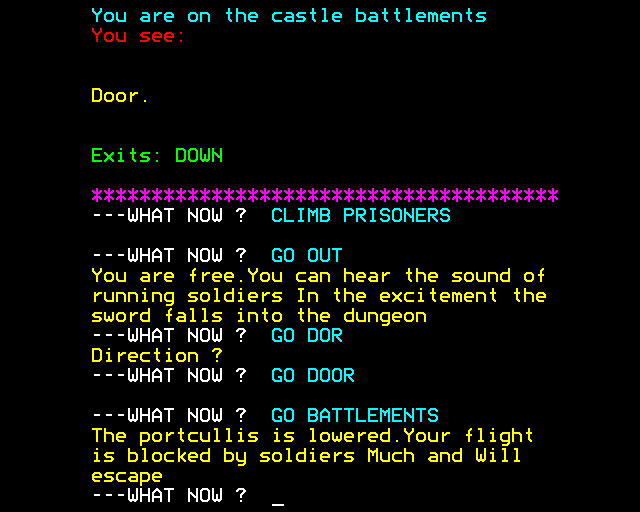 You are on the castle battlements
You see:
Door.
Exits: DOWN
***************************************
---WHAT NOW ?  CLIMB PRISONERS
---WHAT NOW ?  GO OUT
You are free.You can hear the sound of
running soldiers In the excitement the
sword falls into the dungeon
---WHAT NOW ?  GO DOR
Direction ?
---WHAT NOW ?  GO DOOR
---WHAT NOW ?  GO BATTLEMENTS
The portcullis is lowered.Your flight
is blocked by soldiers Much and Will
escape
---WHAT NOW ?  _